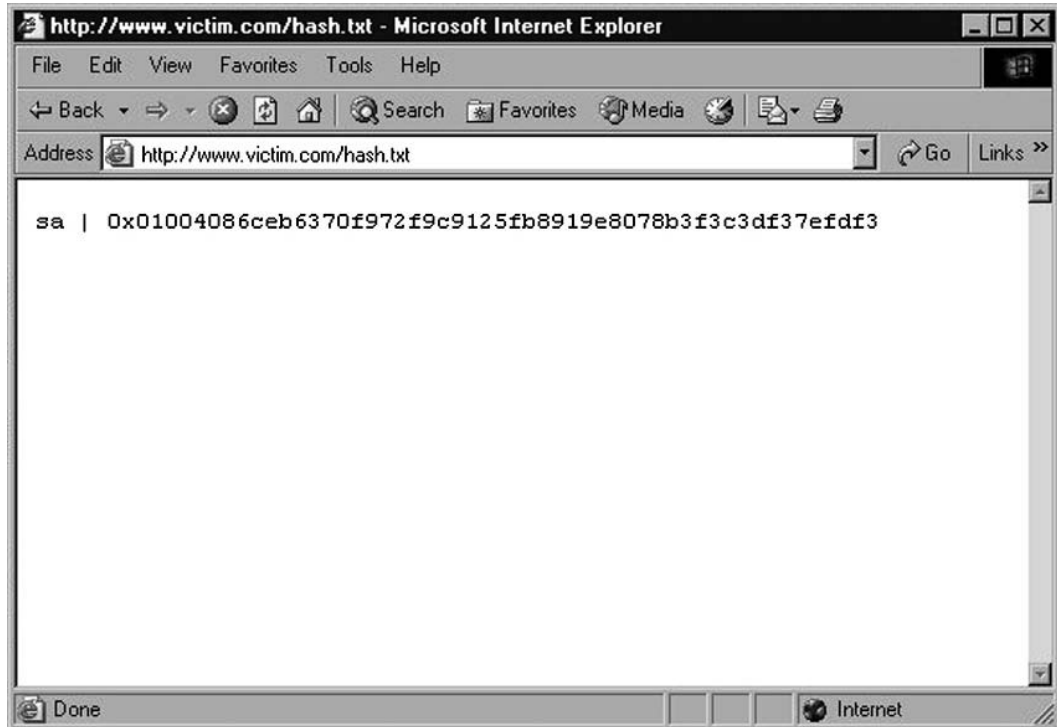 http://www.victim.com/hash.txt - Microsoft Internet Explorer
File Edit View Favorites Tools Help
Back Search Favorites Media
Address http://www.victim.com/hash.txt Go Links »
sa | 0x01004086ceb6370f972f9c9125fb8919e8078b3f3c3df37efdf3
Done Internet